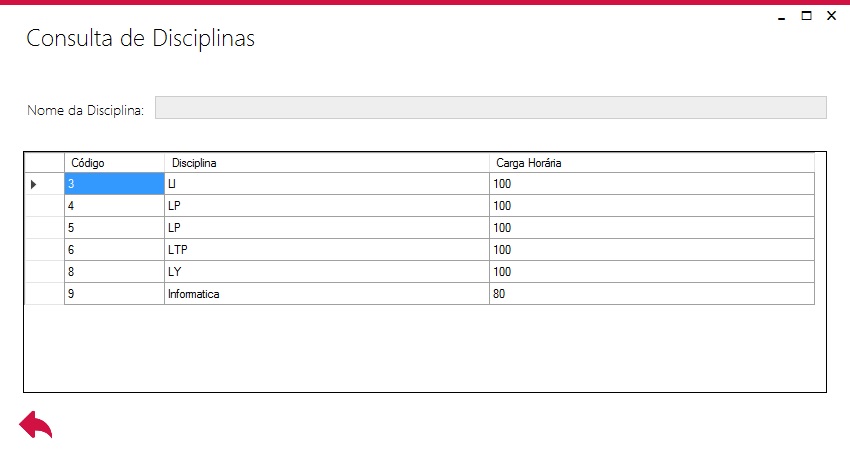 Consulta de Disciplinas
Nome da Disciplina:
Código Disciplina Carga Horária
3 LI 100
4 LP 100
5 LP 100
6 LTP 100
8 LY 100
9 Informatica 80